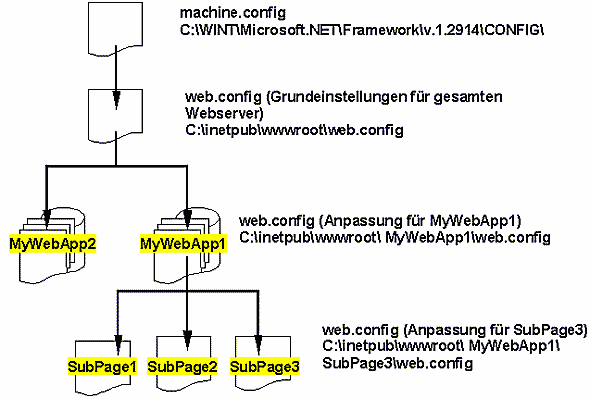 machine.config
C:\WINT\Microsoft.NET\Framework\v.1.2914\CONFIG\
web.config (Grundeinstellungen für gesamten
Webserver)
C:\inetpub\wwwroot\web.config
MyWebApp2
MyWebApp1
web.config (Anpassung für MyWebApp1)
C:\inetpub\wwwroot\ MyWebApp1\web.config
SubPage1
SubPage2
SubPage3
web.config (Anpassung für SubPage3)
C:\inetpub\wwwroot\ MyWebApp1\
SubPage3\web.config